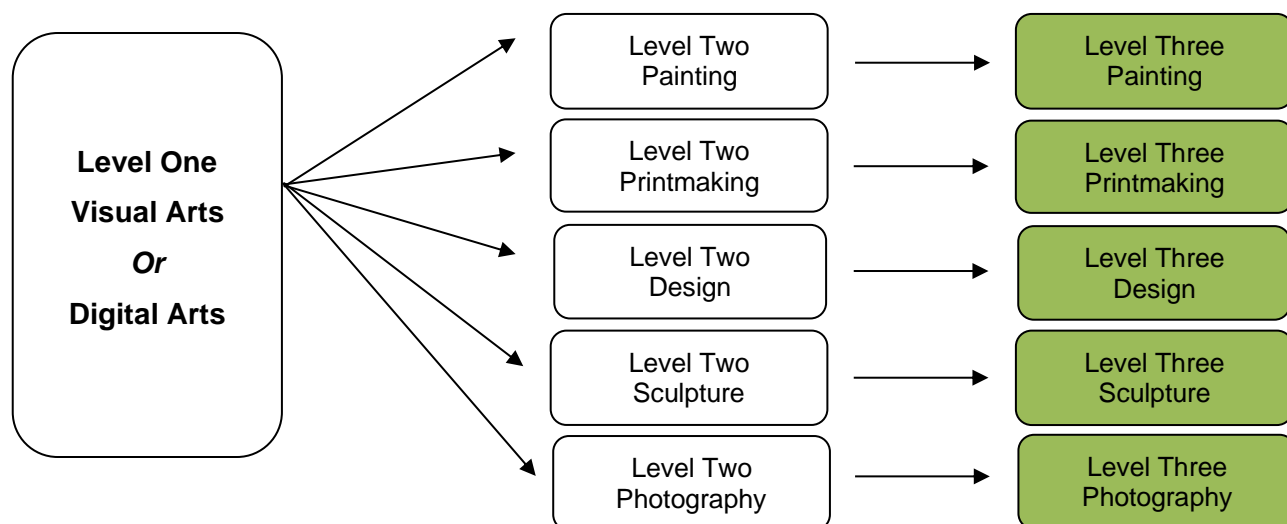 Level One
Visual Arts
Or
Digital Arts
Level Two
Painting
Level Three
Painting
Level Two
Printmaking
Level Three
Printmaking
Level Two
Design
Level Three
Design
Level Two
Sculpture
Level Three
Sculpture
Level Two
Photography
Level Three
Photography